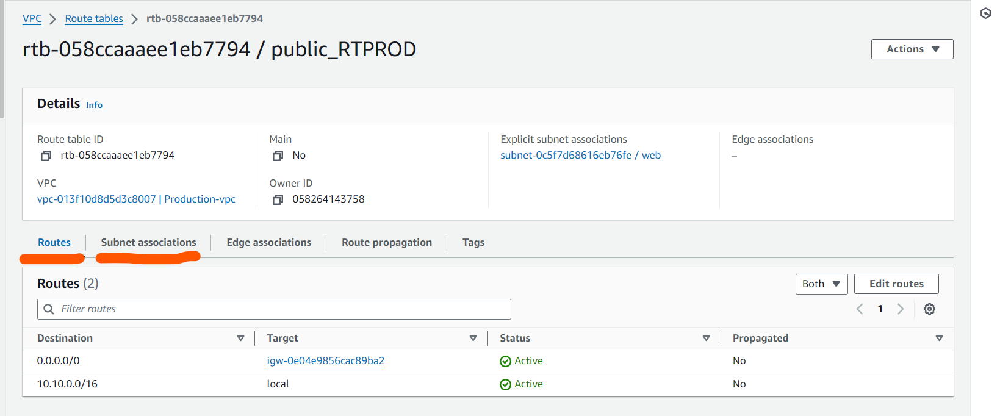 VPC > Route tables > rtb-058ccaaaee1eb7794
rtb-058ccaaaee1eb7794 / public_RTPROD
Actions
Details Info
Route table ID
rtb-058ccaaaee1eb7794
Main
No
Explicit subnet associations
subnet-0c5f7d68616eb76fe / web
Edge associations
–
VPC
vpc-013f10d8d5d3c8007 | Production-vpc
Owner ID
058264143758
Routes Subnet associations Edge associations Route propagation Tags
Routes (2)
Both Edit routes
Filter routes
1
Destination Target Status Propagated
0.0.0.0/0 igw-0e04e9856cac89ba2 Active No
10.10.0.0/16 local Active No